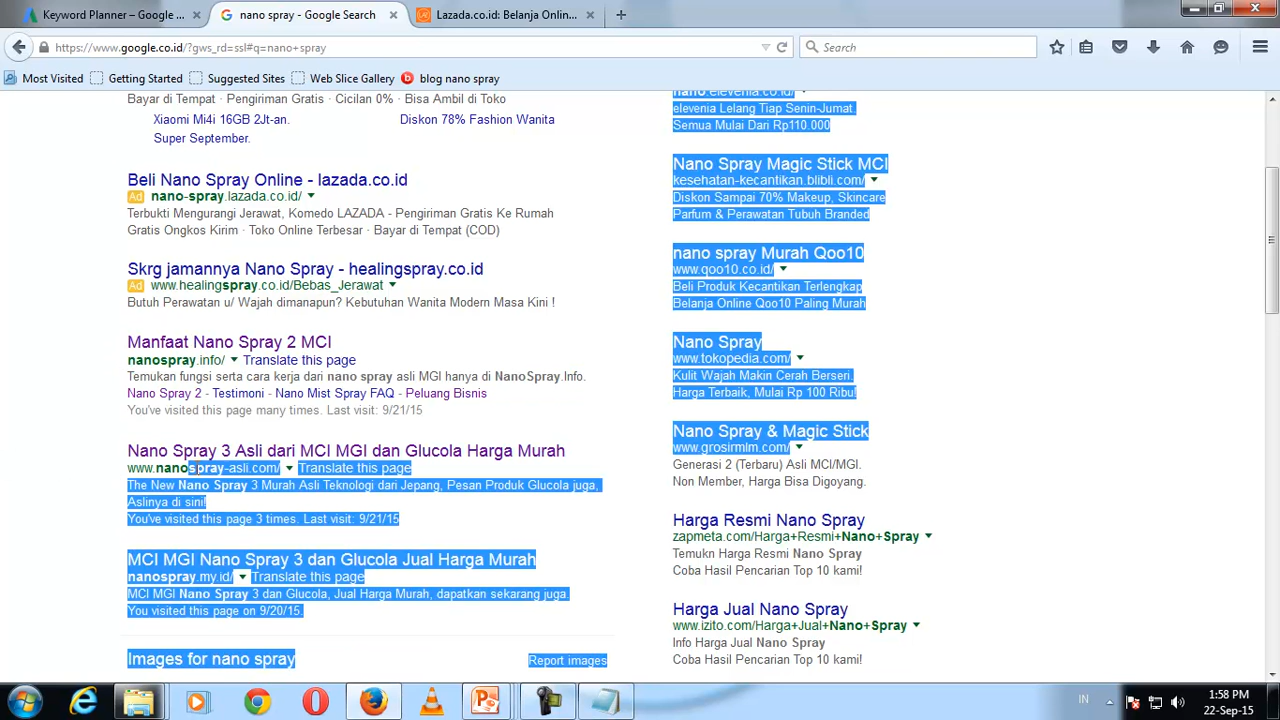 Keyword Planner – Google ...
nano spray - Google Search
Lazada.co.id: Belanja Onlin...
https://www.google.co.id/?gws_rd=ssl#q=nano+spray
Search
Most Visited
Getting Started
Suggested Sites
Web Slice Gallery
blog nano spray
Bayar di Tempat · Pengiriman Gratis · Cicilan 0% · Bisa Ambil di Toko
Xiaomi Mi4i 16GB 2Jt-an.
Diskon 78% Fashion Wanita
Super September.
Beli Nano Spray Online - lazada.co.id
Ad nano-spray.lazada.co.id/
Terbukti Mengurangi Jerawat, Komedo LAZADA - Pengiriman Gratis Ke Rumah
Gratis Ongkos Kirim · Toko Online Terbesar · Bayar di Tempat (COD)
Skrg jamannya Nano Spray - healingspray.co.id
Ad www.healingspray.co.id/Bebas_Jerawat
Butuh Perawatan u/ Wajah dimanapun? Kebutuhan Wanita Modern Masa Kini !
Manfaat Nano Spray 2 MCI
nanospray.info/ Translate this page
Temukan fungsi serta cara kerja dari nano spray asli MGI hanya di NanoSpray.Info.
Nano Spray 2 - Testimoni - Nano Mist Spray FAQ - Peluang Bisnis
You've visited this page many times. Last visit: 9/21/15
Nano Spray 3 Asli dari MCI MGI dan Glucola Harga Murah
www.nanospray-asli.com/ Translate this page
The New Nano Spray 3 Murah Asli Teknologi dari Jepang, Pesan Produk Glucola juga,
Aslinya di sini!
You've visited this page 3 times. Last visit: 9/21/15
MCI MGI Nano Spray 3 dan Glucola Jual Harga Murah
nanospray.my.id/ Translate this page
MCI MGI Nano Spray 3 dan Glucola, Jual Harga Murah, dapatkan sekarang juga.
You visited this page on 9/20/15.
Images for nano spray
Report images
nano.elevenia.co.id/
elevenia Lelang Tiap Senin-Jumat.
Semua Mulai Dari Rp110.000
Nano Spray Magic Stick MCI
kesehatan-kecantikan.blibli.com/
Diskon Sampai 70% Makeup, Skincare
Parfum & Perawatan Tubuh Branded
nano spray Murah Qoo10
www.qoo10.co.id/
Beli Produk Kecantikan Terlengkap
Belanja Online Qoo10 Paling Murah
Nano Spray
www.tokopedia.com/
Kulit Wajah Makin Cerah Berseri.
Harga Terbaik, Mulai Rp 100 Ribu!
Nano Spray & Magic Stick
www.grosirmlm.com/
Generasi 2 (Terbaru) Asli MCI/MGI.
Non Member, Harga Bisa Digoyang.
Harga Resmi Nano Spray
zapmeta.com/Harga+Resmi+Nano+Spray
Temukn Harga Resmi Nano Spray
Coba Hasil Pencarian Top 10 kami!
Harga Jual Nano Spray
www.izito.com/Harga+Jual+Nano+Spray
Info Harga Jual Nano Spray
Coba Hasil Pencarian Top 10 kami!
IN
1:58 PM
22-Sep-15